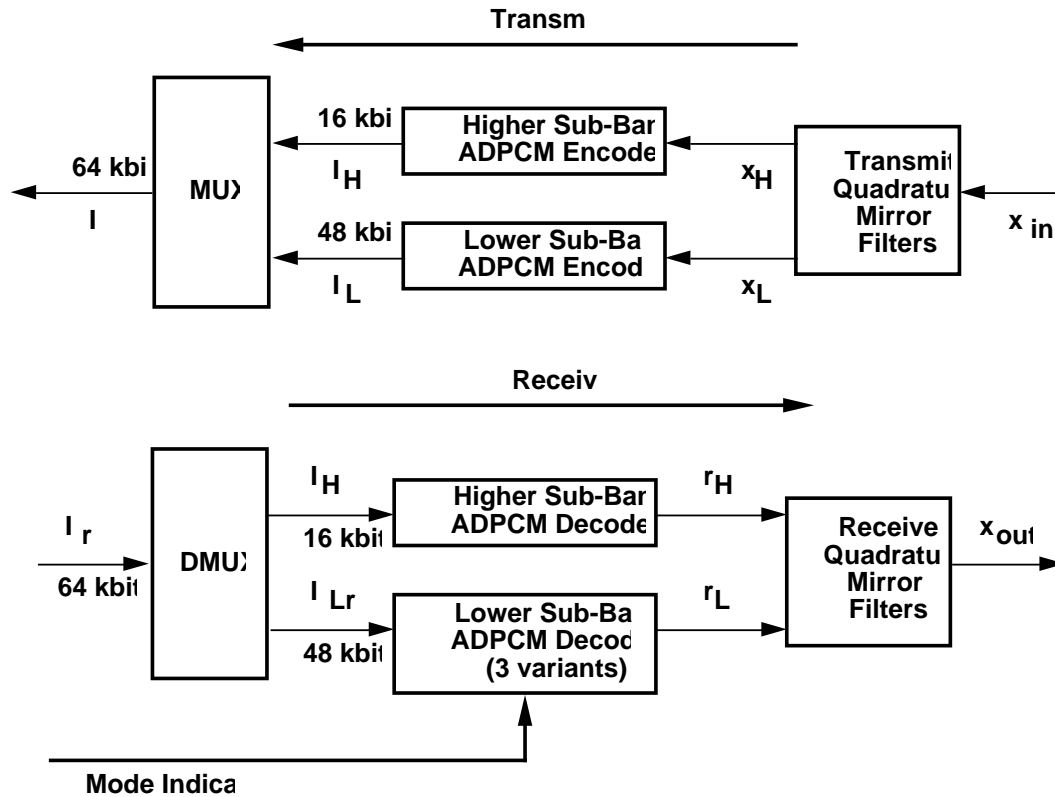 Transm
16 kbi
Higher Sub-Bar
ADPCM Encode
64 kbi
MUX
I H
x H
Transmit
Quadratu
Mirror
Filters
I
48 kbi
Lower Sub-Ba
ADPCM Encod
x in
I L
x L
Receiv
I H
Higher Sub-Bar
ADPCM Decode
r H
I r
16 kbit
DMUX
Receive
Quadratu
Mirror
Filters
x out
64 kbit
I Lr
Lower Sub-Ba
ADPCM Decod
(3 variants)
r L
48 kbit
Mode Indica